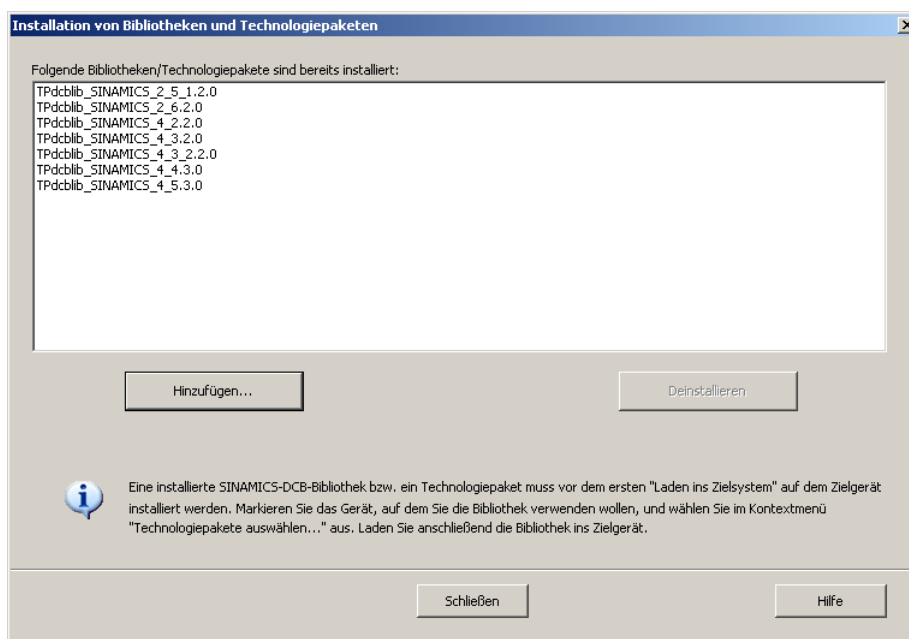 Installation von Bibliotheken und Technologiepaketen
Folgende Bibliotheken/Technologiepakete sind bereits installiert:
TPdcblib_SINAMICS_2_5_1.2.0
TPdcblib_SINAMICS_2_6.2.0
TPdcblib_SINAMICS_4_2.2.0
TPdcblib_SINAMICS_4_3.2.0
TPdcblib_SINAMICS_4_3_2.2.0
TPdcblib_SINAMICS_4_4.3.0
TPdcblib_SINAMICS_4_5.3.0
Hinzufügen... Deinstallieren
Eine installierte SINAMICS-DCB-Bibliothek bzw. ein Technologiepaket muss vor dem ersten "Laden ins Zielsystem" auf dem Zielgerät
installiert werden. Markieren Sie das Gerät, auf dem Sie die Bibliothek verwenden wollen, und wählen Sie im Kontextmenü
"Technologiepakete auswählen..." aus. Laden Sie anschließend die Bibliothek ins Zielgerät.
Schließen Hilfe